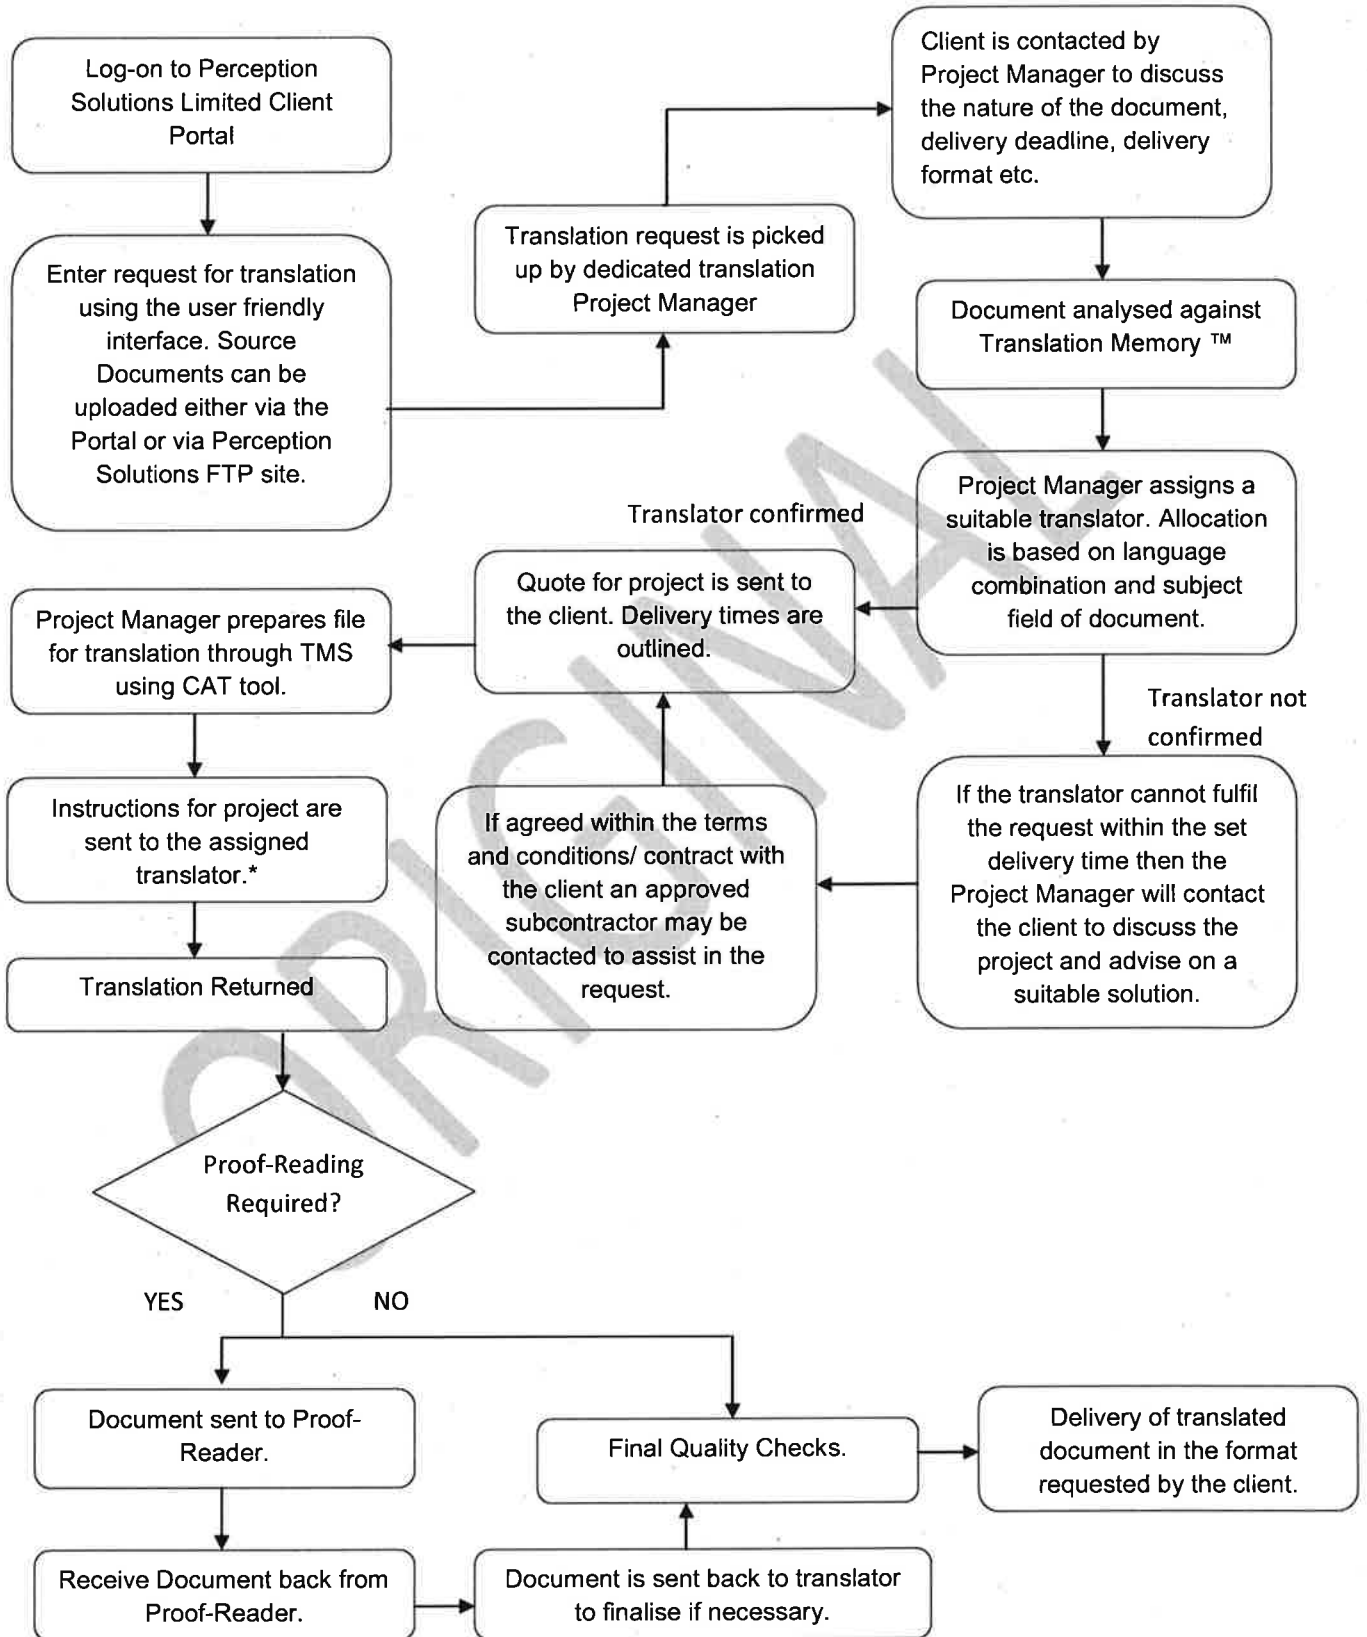 Log-on to Perception
Solutions Limited Client
Portal
Enter request for translation
using the user friendly
interface. Source
Documents can be
uploaded either via the
Portal or via Perception
Solutions FTP site.
Translation request is picked
up by dedicated translation
Project Manager
Client is contacted by
Project Manager to discuss
the nature of the document,
delivery deadline, delivery
format etc.
Document analysed against
Translation Memory ™
Project Manager assigns a
suitable translator. Allocation
is based on language
combination and subject
field of document.
Translator confirmed
Translator not
confirmed
If the translator cannot fulfil
the request within the set
delivery time then the
Project Manager will contact
the client to discuss the
project and advise on a
suitable solution.
If agreed within the terms
and conditions/ contract with
the client an approved
subcontractor may be
contacted to assist in the
request.
Quote for project is sent to
the client. Delivery times are
outlined.
Project Manager prepares file
for translation through TMS
using CAT tool.
Instructions for project are
sent to the assigned
translator.*
Translation Returned
Proof-Reading
Required?
YES
NO
Document sent to Proof-
Reader.
Receive Document back from
Proof-Reader.
Document is sent back to translator
to finalise if necessary.
Final Quality Checks.
Delivery of translated
document in the format
requested by the client.
ORIGINAL